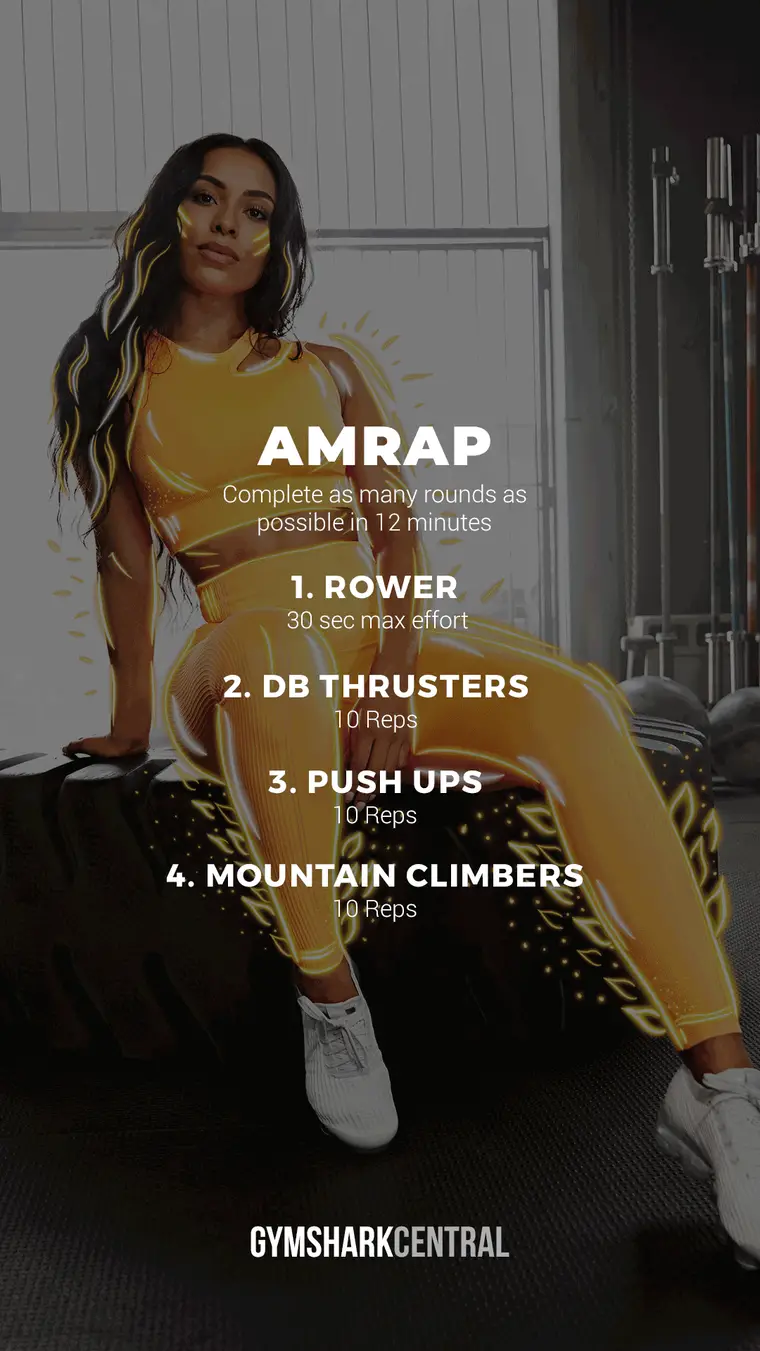 AMRAP
Complete as many rounds as
possible in 12 minutes
1. ROWER
30 sec max effort
2. DB THRUSTERS
10 Reps
3. PUSH UPS
10 Reps
4. MOUNTAIN CLIMBERS
10 Reps
GYMSHARKCENTRAL